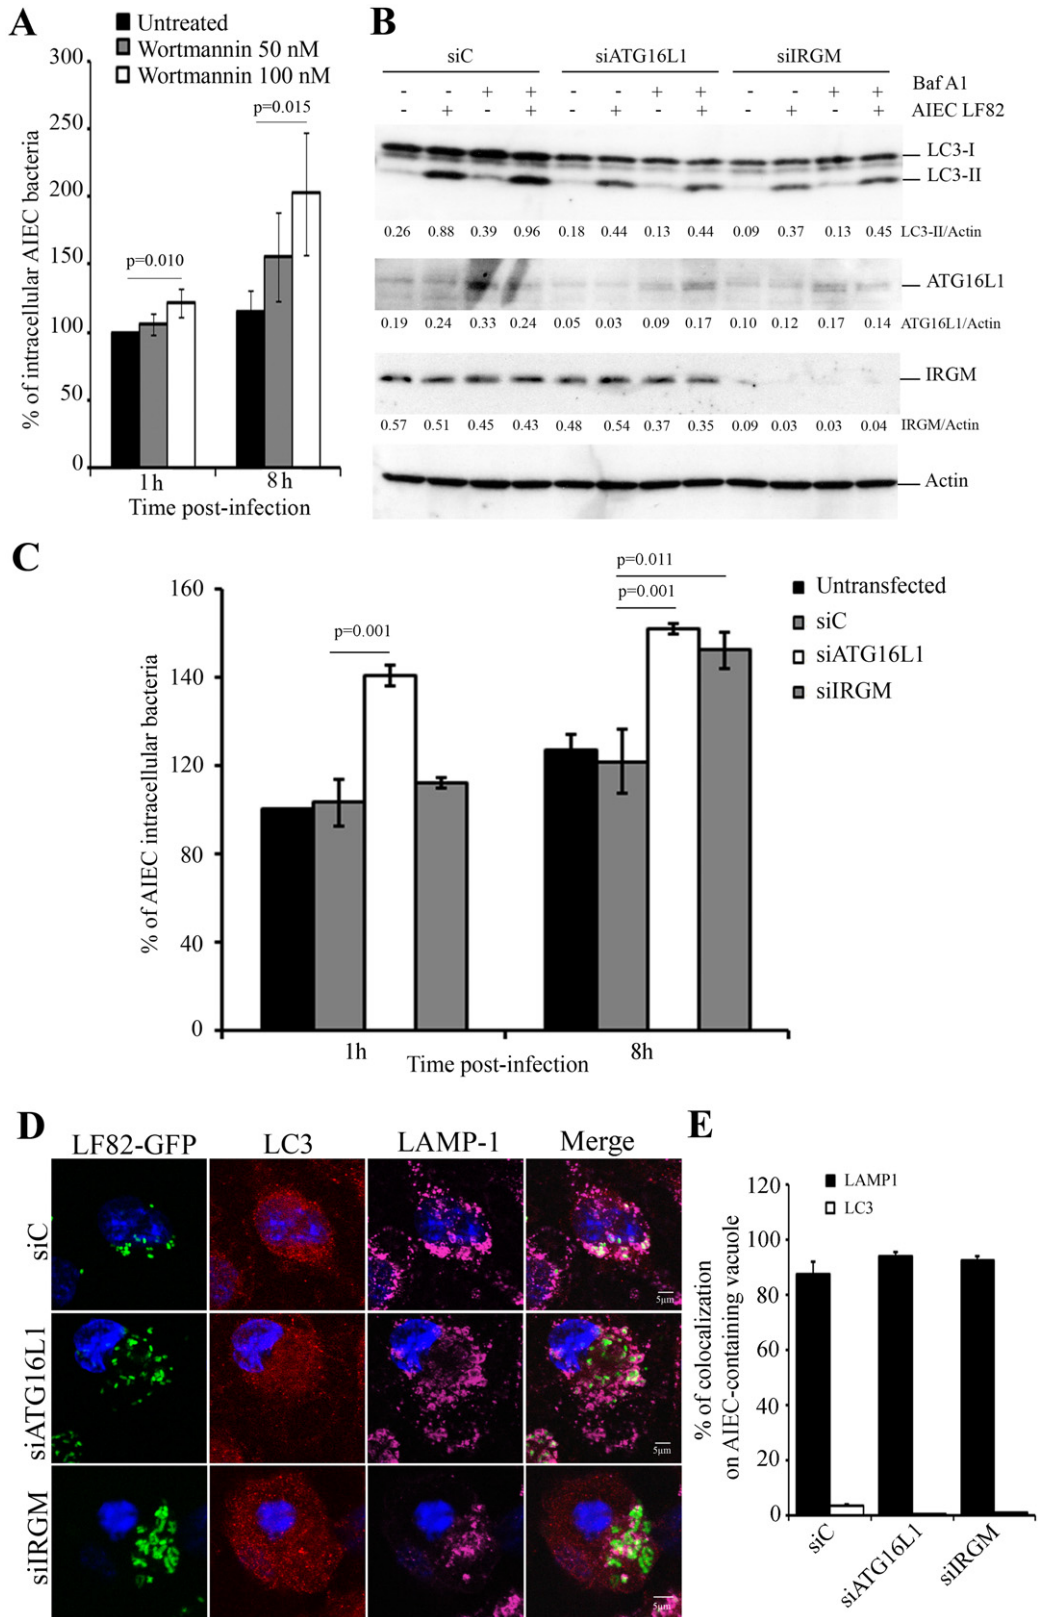 A
Untreated
Wortmannin 50 nM
Wortmannin 100 nM
300
250
200
150
100
50
0
p=0.010
p=0.015
% of intracellular AIEC bacteria
1h
8h
Time post-infection
B
siC siATG16L1 siIRGM
- - + + - - + + - - + + Baf A1
- + - + - + - + - + - + AIEC LF82
LC3-I
LC3-II
0.26 0.88 0.39 0.96 0.18 0.44 0.13 0.44 0.09 0.37 0.13 0.45 LC3-II/Actin
ATG16L1
0.19 0.24 0.33 0.24 0.05 0.03 0.09 0.17 0.10 0.12 0.17 0.14 ATG16L1/Actin
IRGM
0.57 0.51 0.45 0.43 0.48 0.54 0.37 0.35 0.09 0.03 0.03 0.04 IRGM/Actin
Actin
C
160
140
120
80
40
0
p=0.001
p=0.011
p=0.001
Untransfected
siC
siATG16L1
siIRGM
% of AIEC intracellular bacteria
1h
8h
Time post-infection
D
LF82-GFP LC3 LAMP-1 Merge
siC
5µm
siATG16L1
5µm
siIRGM
5µm
E
LAMP1
LC3
120
100
80
60
40
20
0
% of colocalization
on AIEC-containing vacuole
siC
siATG16L1
siIRGM